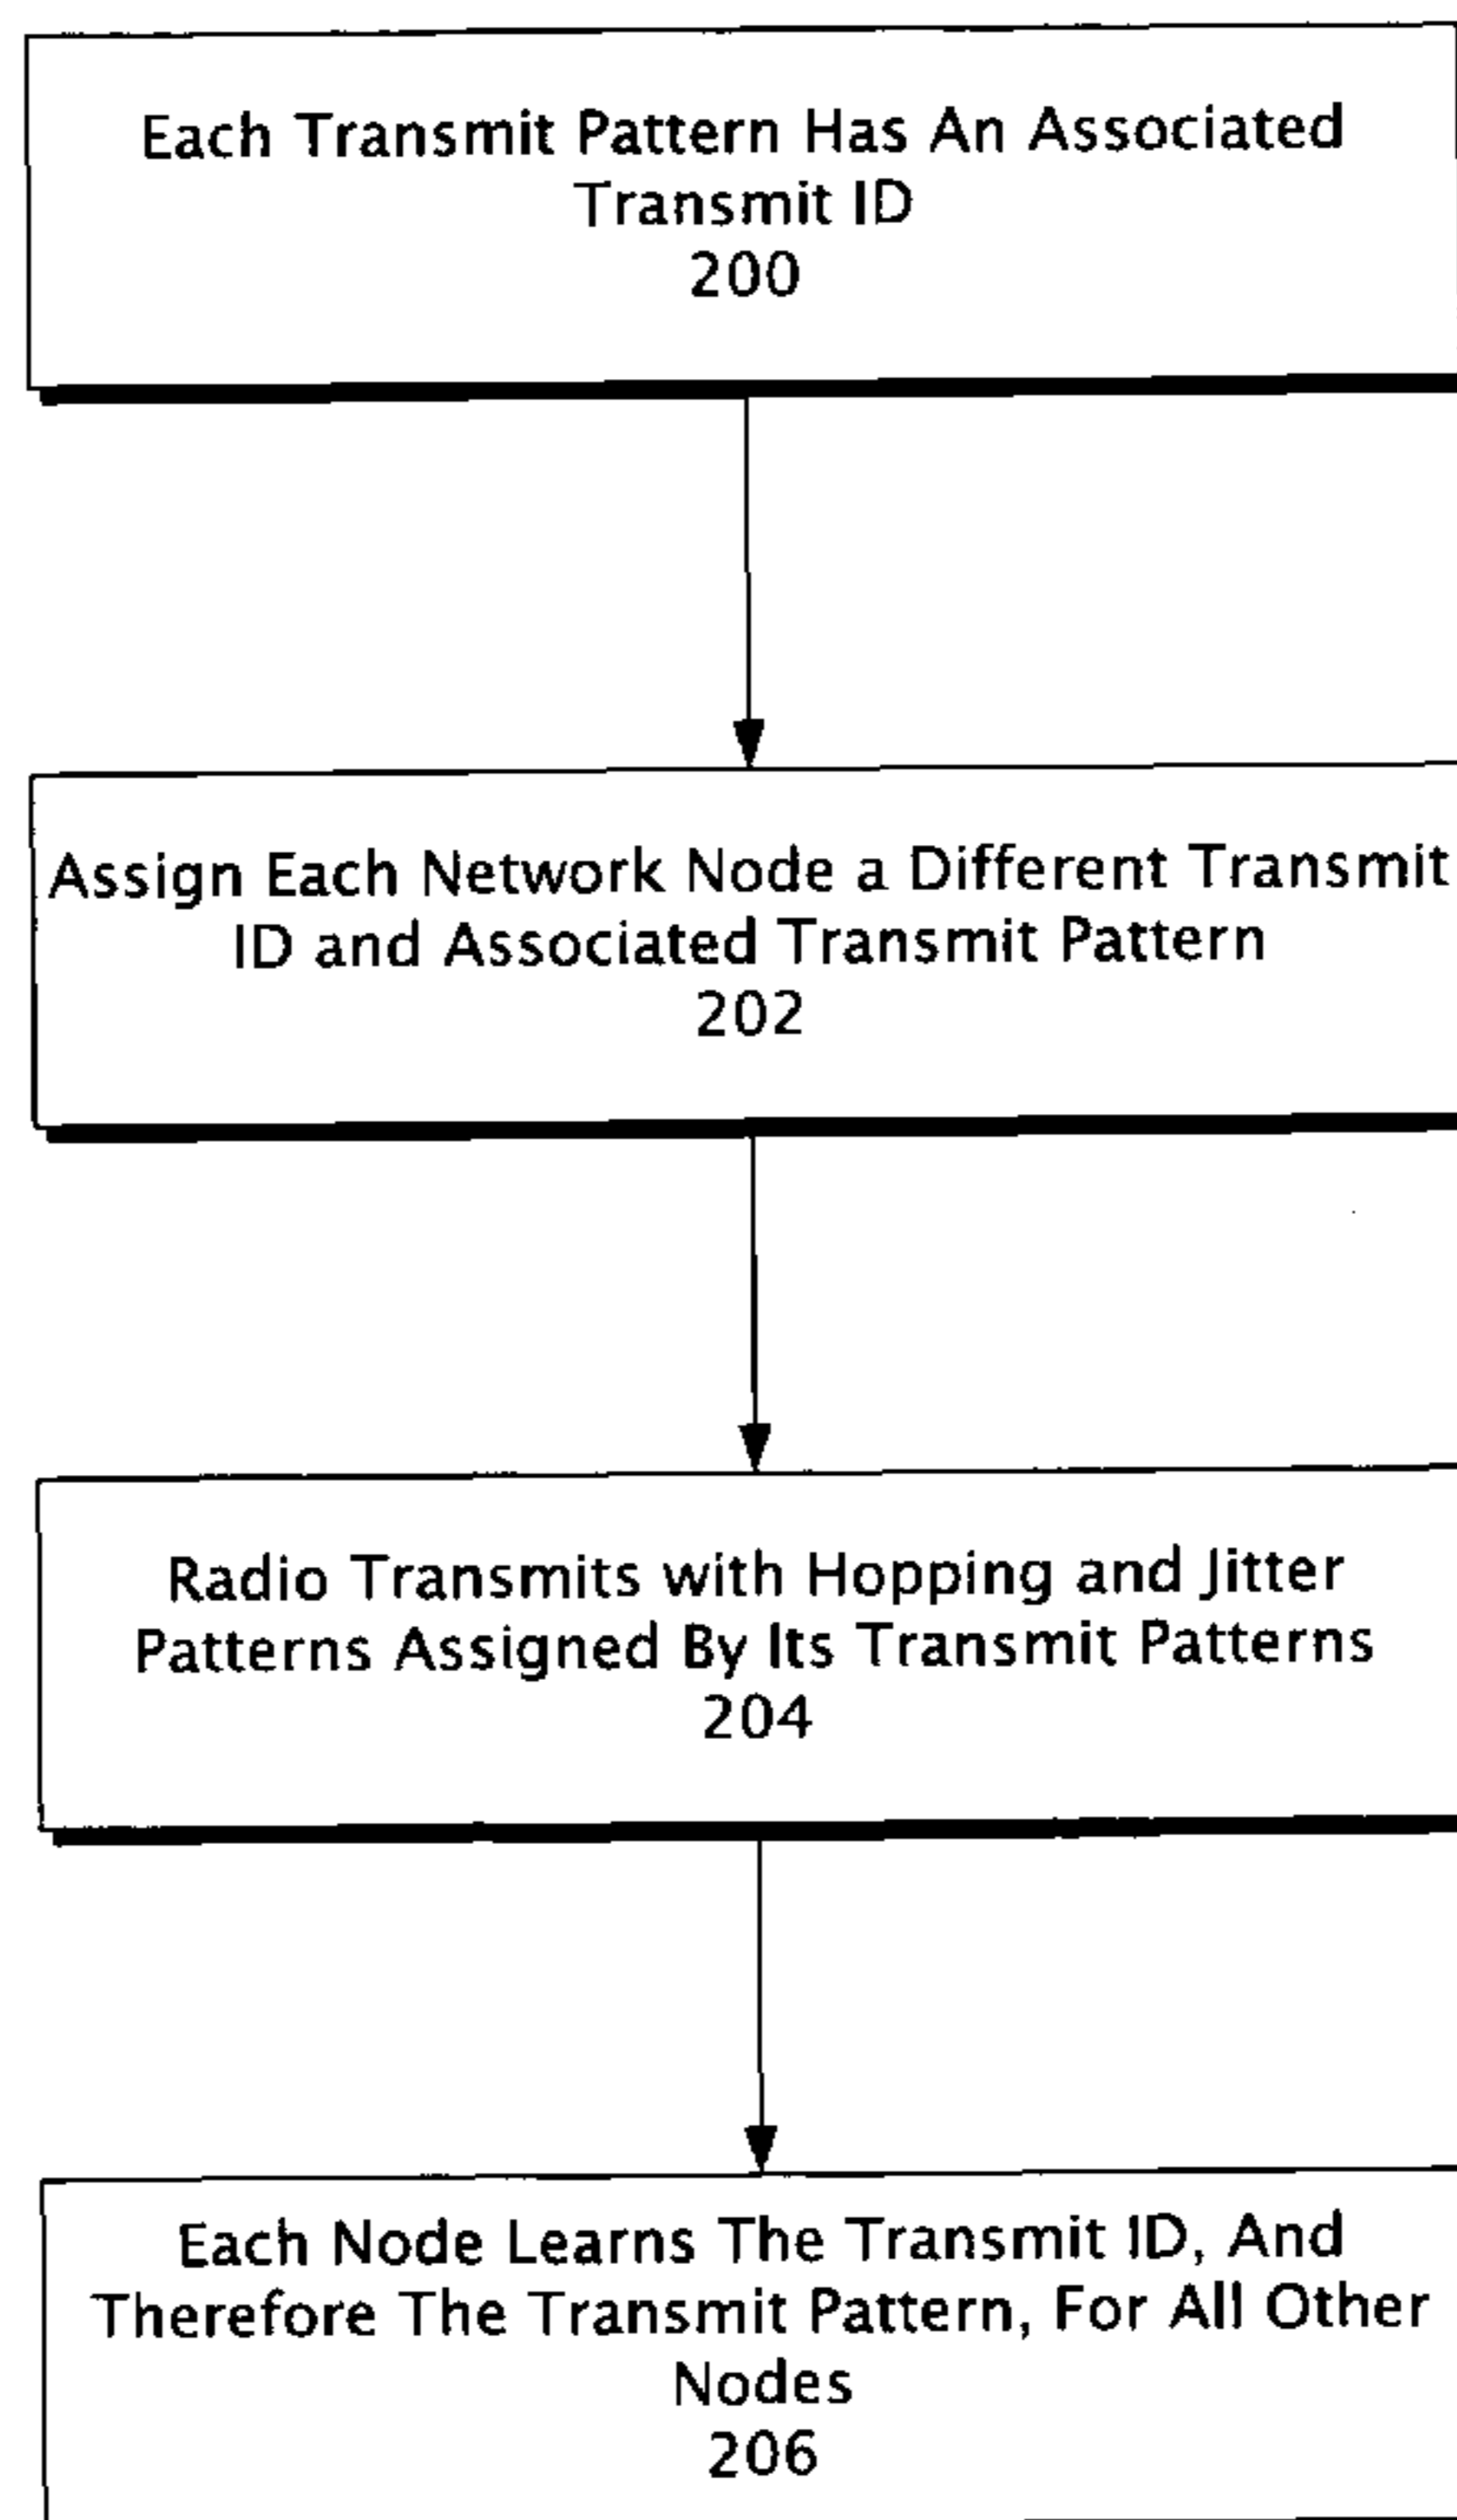 Each Transmit Pattern Has An Associated
Transmit ID
200
Assign Each Network Node a Different Transmit
ID and Associated Transmit Pattern
202
Radio Transmits with Hopping and Jitter
Patterns Assigned By Its Transmit Patterns
204
Each Node Learns The Transmit ID, And
Therefore The Transmit Pattern, For All Other
Nodes
206